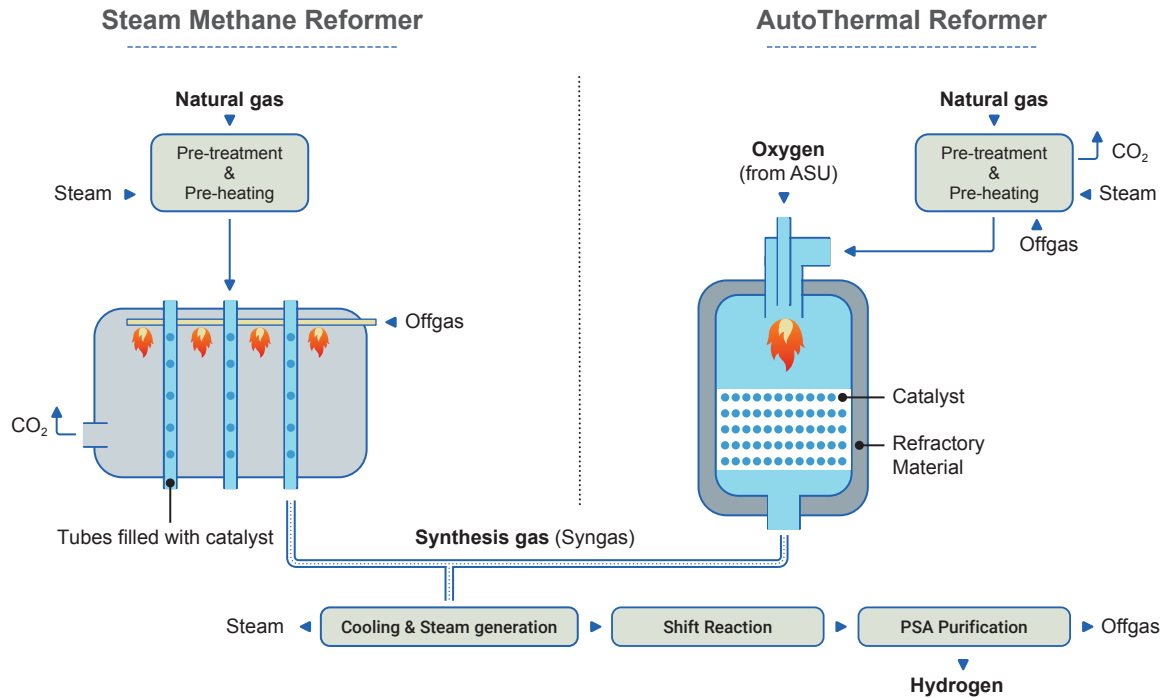 Steam Methane Reformer
Natural gas
Pre-treatment
&
Pre-heating
Steam
Offgas
CO₂
Tubes filled with catalyst
AutoThermal Reformer
Natural gas
Oxygen
(from ASU)
Pre-treatment
&
Pre-heating
CO₂
Steam
Offgas
Catalyst
Refractory
Material
Synthesis gas (Syngas)
Steam
Cooling & Steam generation
Shift Reaction
PSA Purification
Offgas
Hydrogen